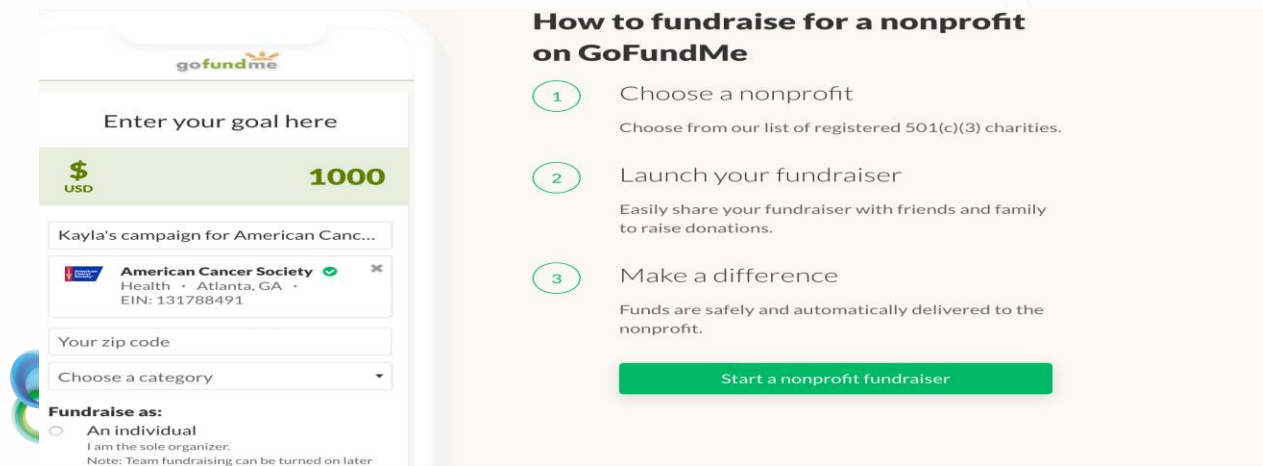 gofundme
Enter your goal here
$
USD
1000
Kayla's campaign for American Canc...
American Cancer Society
Health · Atlanta, GA ·
EIN: 131788491
Your zip code
Choose a category
Fundraise as:
An individual
I am the sole organizer.
Note: Team fundraising can be turned on later
How to fundraise for a nonprofit
on GoFundMe
1
Choose a nonprofit
Choose from our list of registered 501(c)(3) charities.
2
Launch your fundraiser
Easily share your fundraiser with friends and family
to raise donations.
3
Make a difference
Funds are safely and automatically delivered to the
nonprofit.
Start a nonprofit fundraiser